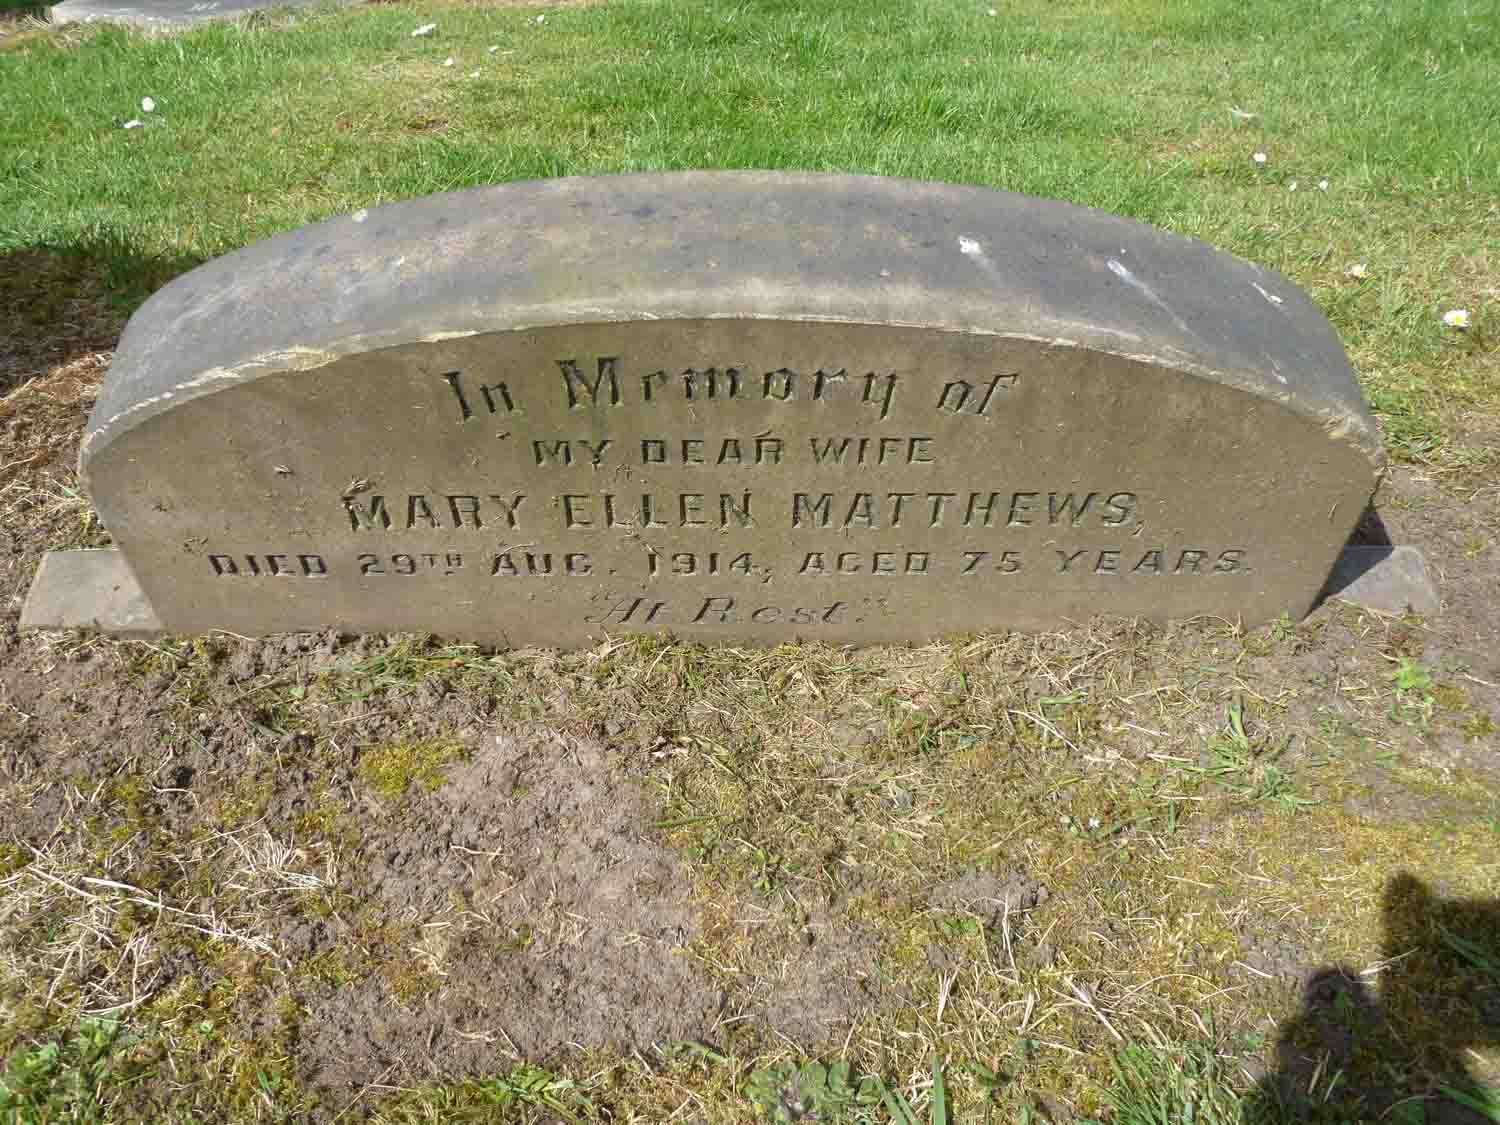 In Memory of
MY DEAR WIFE
MARY ELLEN MATTHEWS,
DIED 29TH AUG. 1914, AGED 75 YEARS.
"At Rest."